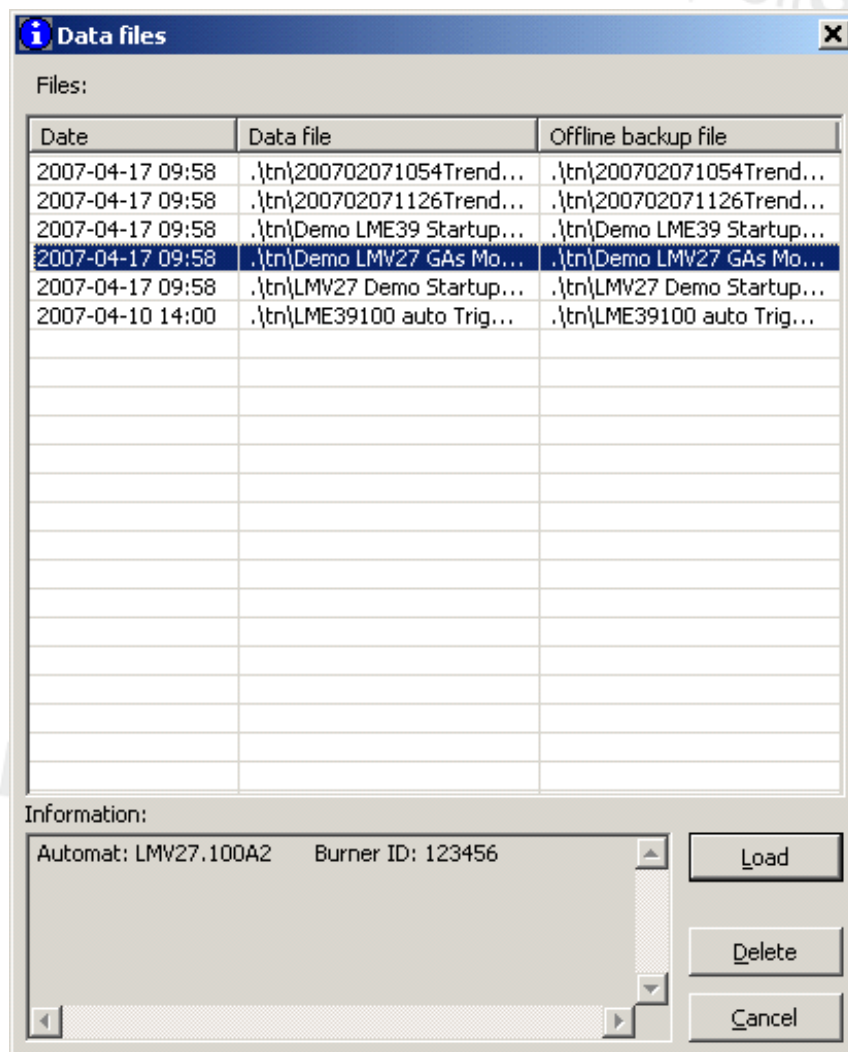 Data files
Files:
Date Data file Offline backup file
2007-04-17 09:58 .\tn\200702071054Trend... .\tn\200702071054Trend...
2007-04-17 09:58 .\tn\200702071126Trend... .\tn\200702071126Trend...
2007-04-17 09:58 .\tn\Demo LME39 Startup... .\tn\Demo LME39 Startup...
2007-04-17 09:58 .\tn\Demo LMV27 GAs Mo... .\tn\Demo LMV27 GAs Mo...
2007-04-17 09:58 .\tn\LMV27 Demo Startup... .\tn\LMV27 Demo Startup...
2007-04-10 14:00 .\tn\LME39100 auto Trig... .\tn\LME39100 auto Trig...
Information:
Automat: LMV27.100A2 Burner ID: 123456
Load
Delete
Cancel